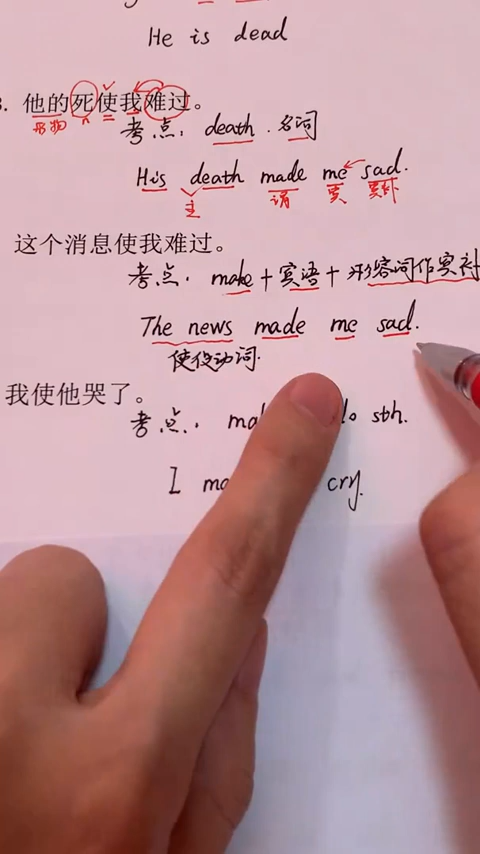 He is dead
3. 他的死使我难过。
形物 n
考点：death. 名词
His death made me sad.
主 谓 宾 宾补
这个消息使我难过。
考点：make + 宾语 + 形容词作宾补
The news made me sad.
使役动词.
我使他哭了。
考点： sth.
I cry.